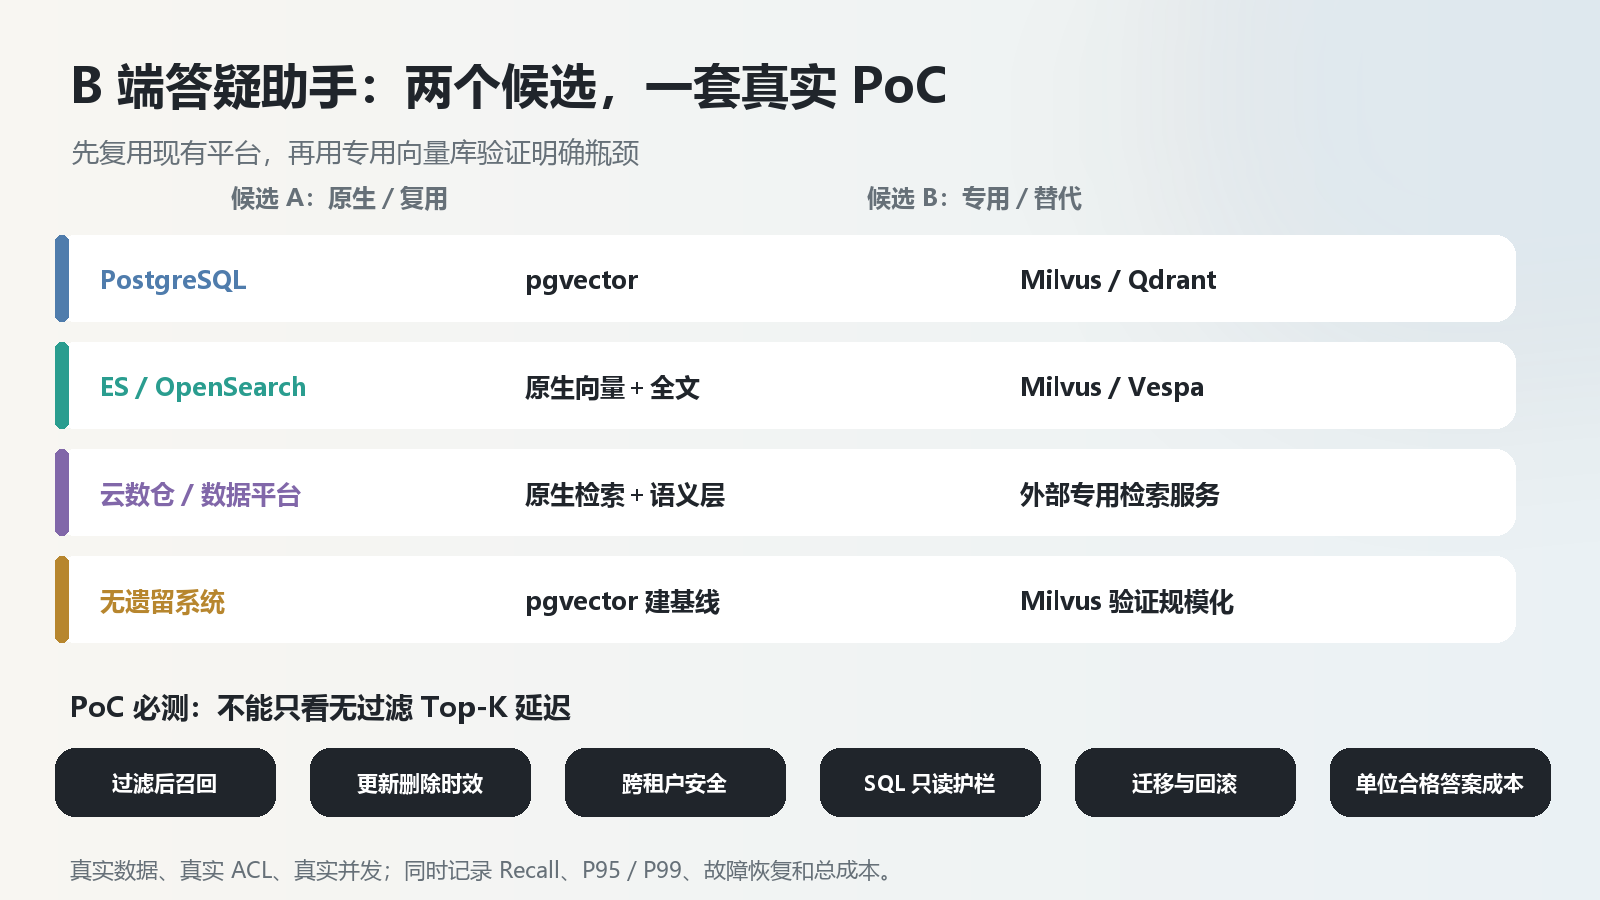 B 端答疑助手：两个候选，一套真实 PoC
先复用现有平台，再用专用向量库验证明确瓶颈
候选 A：原生 / 复用
候选 B：专用 / 替代
PostgreSQL
pgvector
Milvus / Qdrant
ES / OpenSearch
原生向量 + 全文
Milvus / Vespa
云数仓 / 数据平台
原生检索 + 语义层
外部专用检索服务
无遗留系统
pgvector 建基线
Milvus 验证规模化
PoC 必测：不能只看无过滤 Top-K 延迟
过滤后召回
更新删除时效
跨租户安全
SQL 只读护栏
迁移与回滚
单位合格答案成本
真实数据、真实 ACL、真实并发；同时记录 Recall、P95 / P99、故障恢复和总成本。